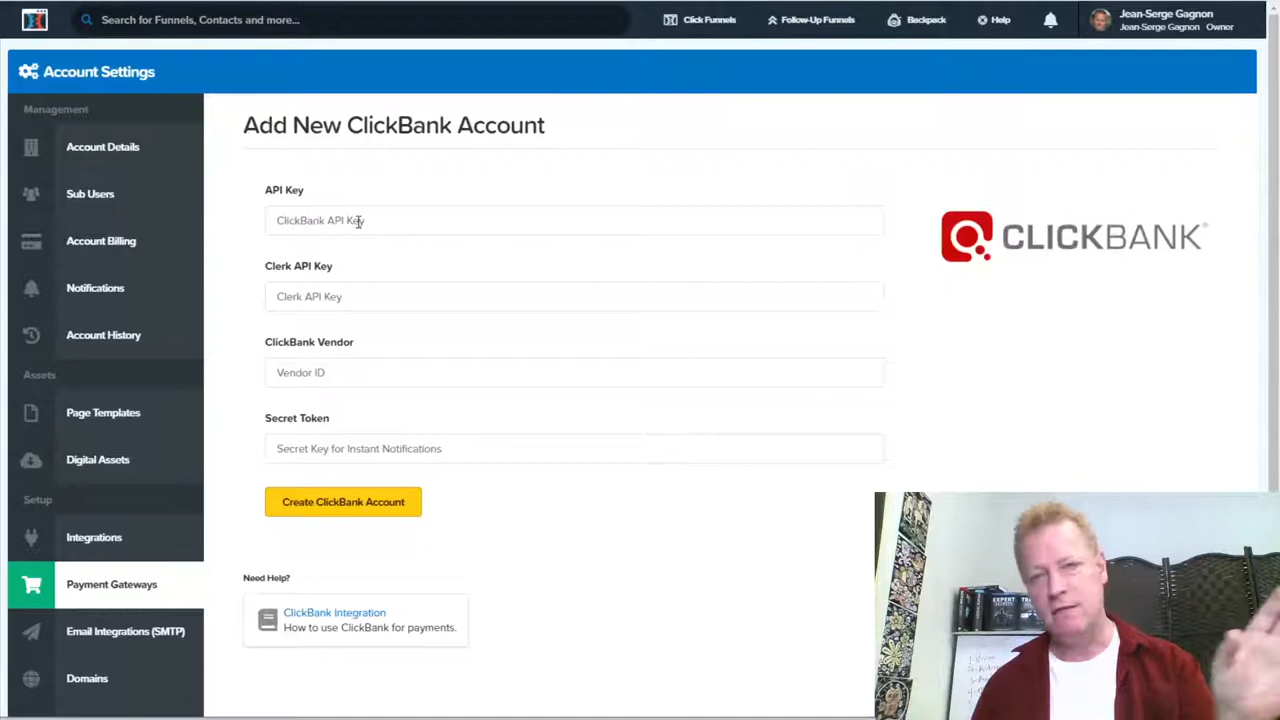 Search for Funnels, Contacts and more...
Click Funnels
Follow-Up Funnels
Backpack
Help
Jean-Serge Gagnon
Jean-Serge Gagnon Owner
Account Settings
Management
Account Details
Sub Users
Account Billing
Notifications
Account History
Assets
Page Templates
Digital Assets
Setup
Integrations
Payment Gateways
Email Integrations (SMTP)
Domains
Add New ClickBank Account
API Key
ClickBank API Key
Clerk API Key
Clerk API Key
ClickBank Vendor
Vendor ID
Secret Token
Secret Key for Instant Notifications
Create ClickBank Account
Need Help?
ClickBank Integration
How to use ClickBank for payments.
CLICKBANK®
EXPERT